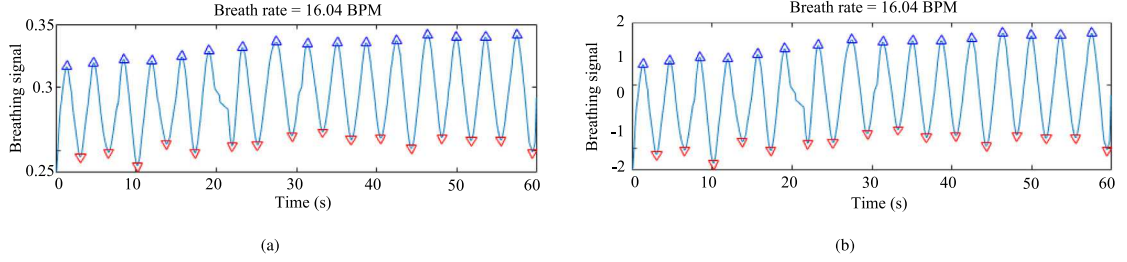 Breath rate = 16.04 BPM
Breathing signal
0.35
0.3
0.25
0 10 20 30 40 50 60
Time (s)
(a)
Breath rate = 16.04 BPM
Breathing signal
2
1
0
-1
-2
0 10 20 30 40 50 60
Time (s)
(b)